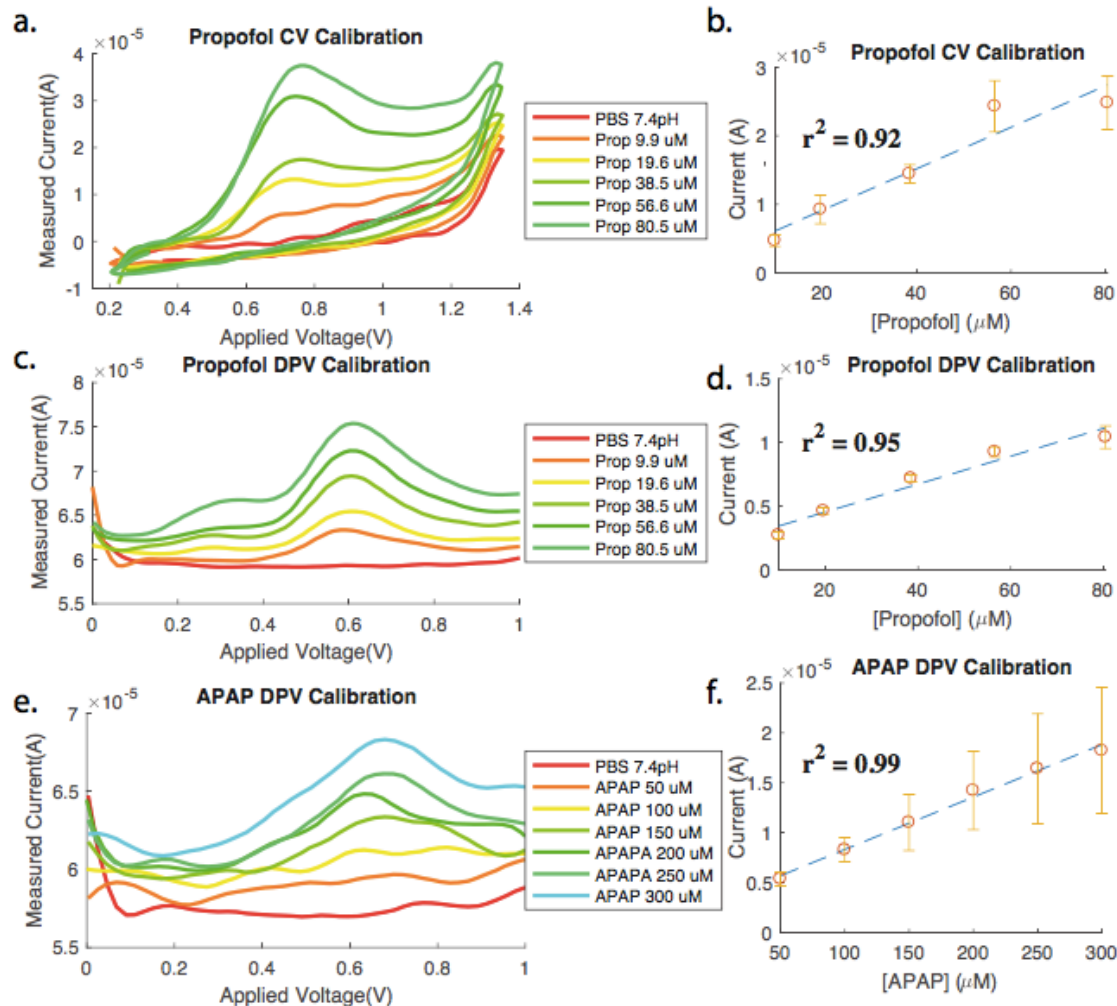 a.
Propofol CV Calibration
×10⁻⁵
4
3
2
1
0
-1
Measured Current(A)
0.2 0.4 0.6 0.8 1 1.2 1.4
Applied Voltage(V)
PBS 7.4pH
Prop 9.9 uM
Prop 19.6 uM
Prop 38.5 uM
Prop 56.6 uM
Prop 80.5 uM
b.
Propofol CV Calibration
×10⁻⁵
3
2
1
0
Current (A)
r² = 0.92
20 40 60 80
[Propofol] (μM)
c.
Propofol DPV Calibration
×10⁻⁵
8
7.5
7
6.5
6
5.5
Measured Current(A)
0 0.2 0.4 0.6 0.8 1
Applied Voltage(V)
PBS 7.4pH
Prop 9.9 uM
Prop 19.6 uM
Prop 38.5 uM
Prop 56.6 uM
Prop 80.5 uM
d.
×10⁻⁵ Propofol DPV Calibration
1.5
1
0.5
0
Current (A)
r² = 0.95
20 40 60 80
[Propofol] (μM)
e.
APAP DPV Calibration
×10⁻⁵
7
6.5
6
5.5
Measured Current(A)
0 0.2 0.4 0.6 0.8 1
Applied Voltage(V)
PBS 7.4pH
APAP 50 uM
APAP 100 uM
APAP 150 uM
APAPA 200 uM
APAPA 250 uM
APAP 300 uM
f.
APAP DPV Calibration
×10⁻⁵
2.5
2
1.5
1
0.5
0
Current (A)
r² = 0.99
50 100 150 200 250 300
[APAP] (μM)